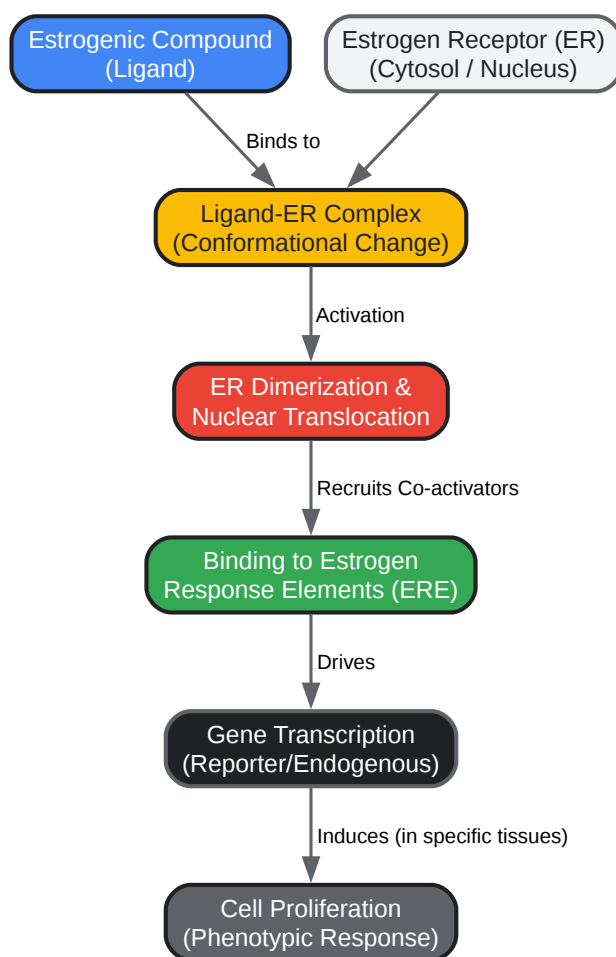 Estrogenic Compound
(Ligand)
Estrogen Receptor (ER)
(Cytosol / Nucleus)
Binds to
Ligand-ER Complex
(Conformational Change)
Activation
ER Dimerization &
Nuclear Translocation
Recruits Co-activators
Binding to Estrogen
Response Elements (ERE)
Drives
Gene Transcription
(Reporter/Endogenous)
Induces (in specific tissues)
Cell Proliferation
(Phenotypic Response)